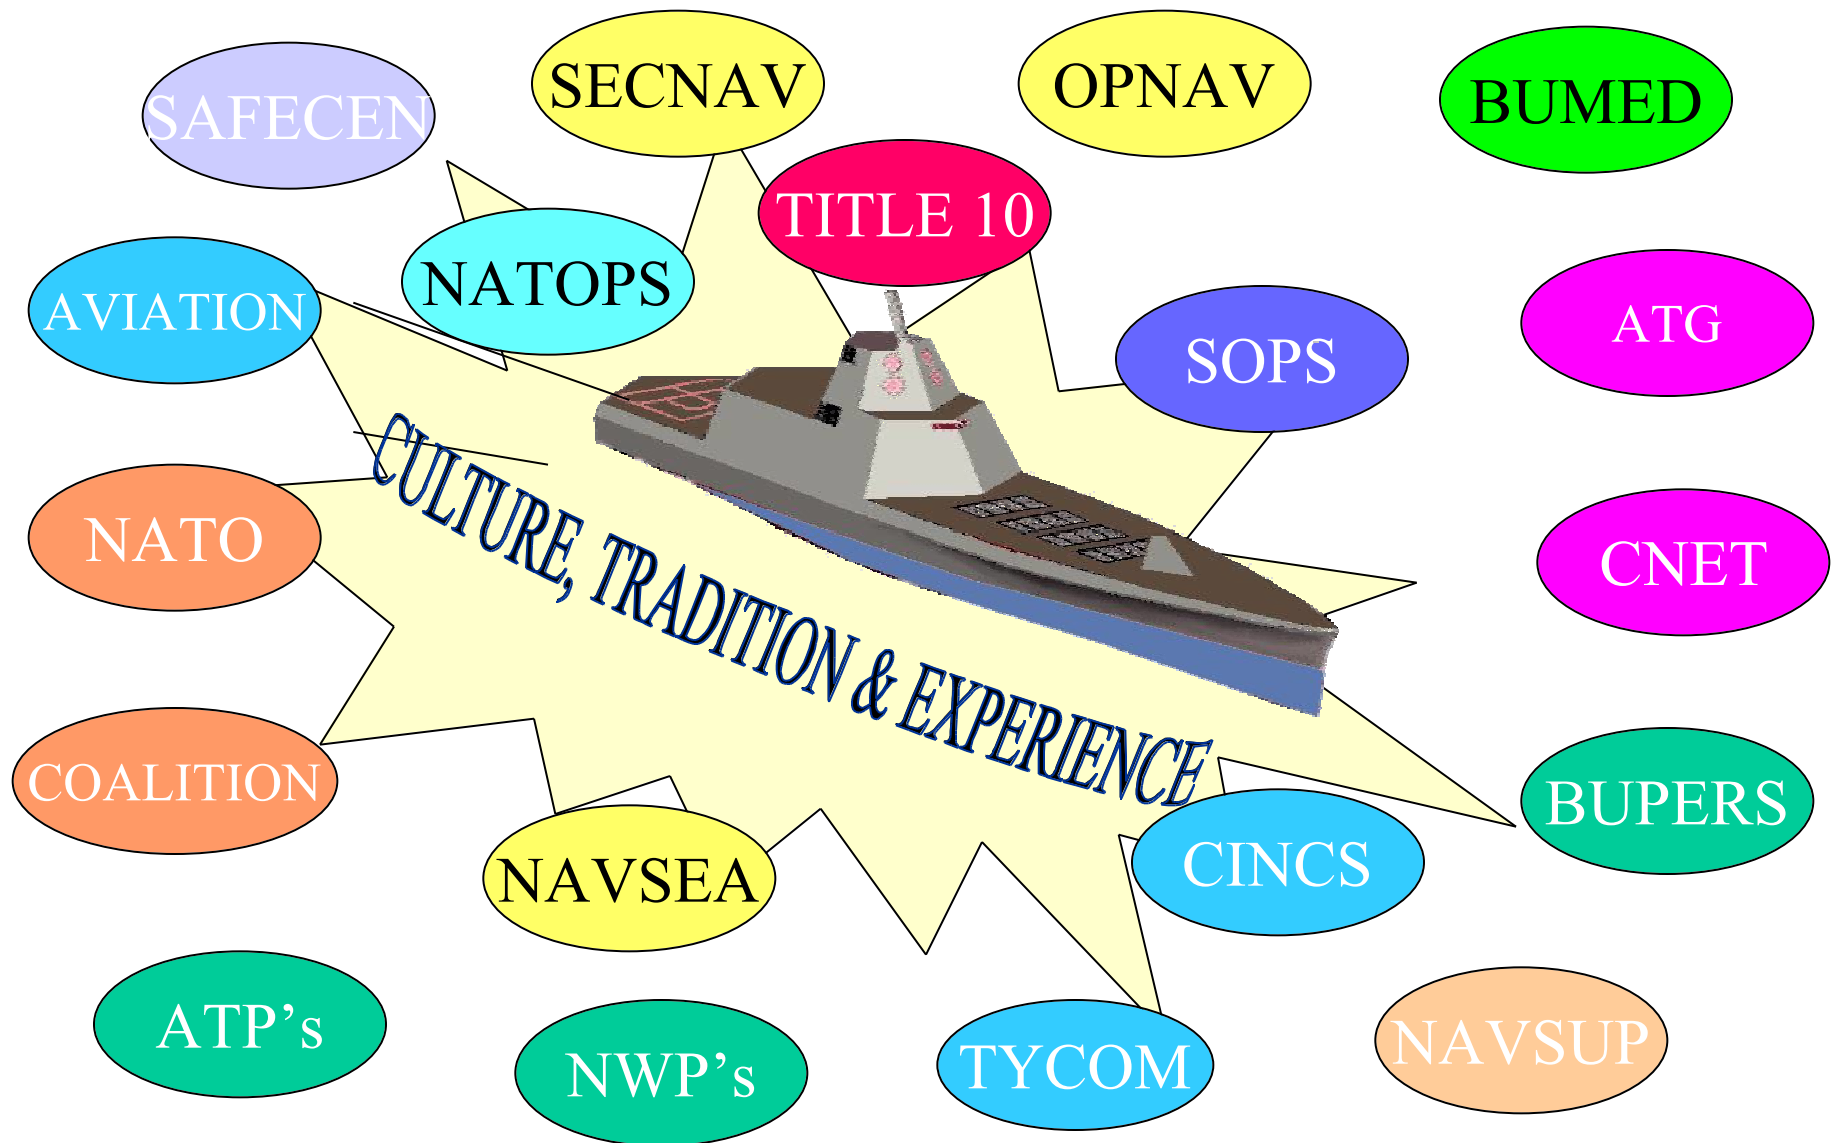 SAFECEN
SECNAV
OPNAV
BUMED
TITLE 10
NATOPS
AVIATION
SOPS
ATG
CULTURE, TRADITION & EXPERIENCE
NATO
CNET
COALITION
BUPERS
NAVSEA
CINCS
ATP’s
NWP’s
TYCOM
NAVSUP